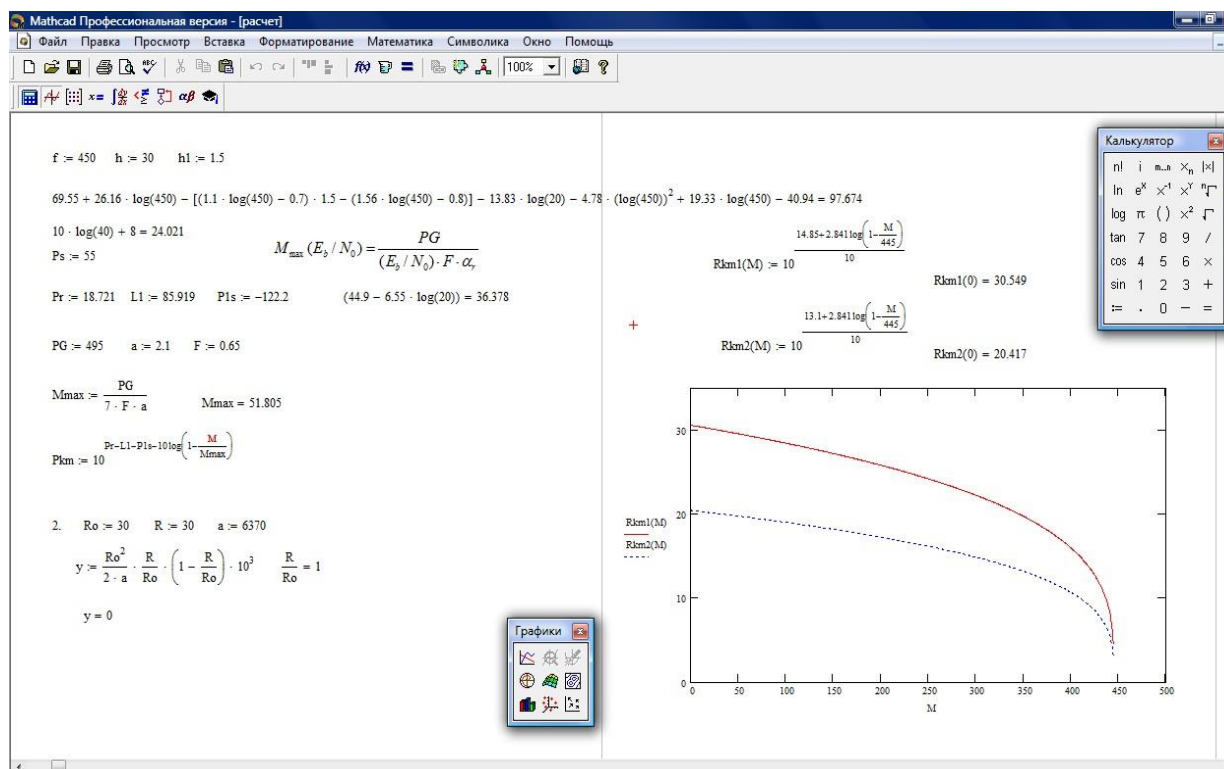 Mathcad Профессиональная версия - [расчет]
Файл Правка Просмотр Вставка Форматирование Математика Символика Окно Помощь
100%
f := 450 h := 30 h1 := 1.5
69.55 + 26.16 · log(450) − [(1.1 · log(450) − 0.7) · 1.5 − (1.56 · log(450) − 0.8)] − 13.83 · log(20) − 4.78 · (log(450))² + 19.33 · log(450) − 40.94 = 97.674
10 · log(40) + 8 = 24.021
Ps := 55
M_max (E_b / N_0) = PG / ((E_b / N_0) · F · α_r)
Pr := 18.721 L1 := 85.919 P1s := −122.2 (44.9 − 6.55 · log(20)) = 36.378
PG := 495 a := 2.1 F := 0.65
Mmax := PG / (7 · F · a) Mmax = 51.805
Pkm := 10^(Pr−L1−P1s−10log(1−M/Mmax))
2. Ro := 30 R := 30 a := 6370
y := Ro² / (2 · a) · R/Ro · (1 − R/Ro) · 10³ R/Ro = 1
y = 0
Rkm1(M) := 10^((14.85+2.841log(1−M/445))/10)
Rkm1(0) = 30.549
Rkm2(M) := 10^((13.1+2.841log(1−M/445))/10)
Rkm2(0) = 20.417
30
20
10
0
Rkm1(M)
Rkm2(M)
0 50 100 150 200 250 300 350 400 450 500
M
Графики
Калькулятор
n! i m..n ×n |×|
ln eˣ ×⁻¹ ×ʸ ⁿ√
log π ( ) ×² √
tan 7 8 9 /
cos 4 5 6 ×
sin 1 2 3 +
:= . 0 − =